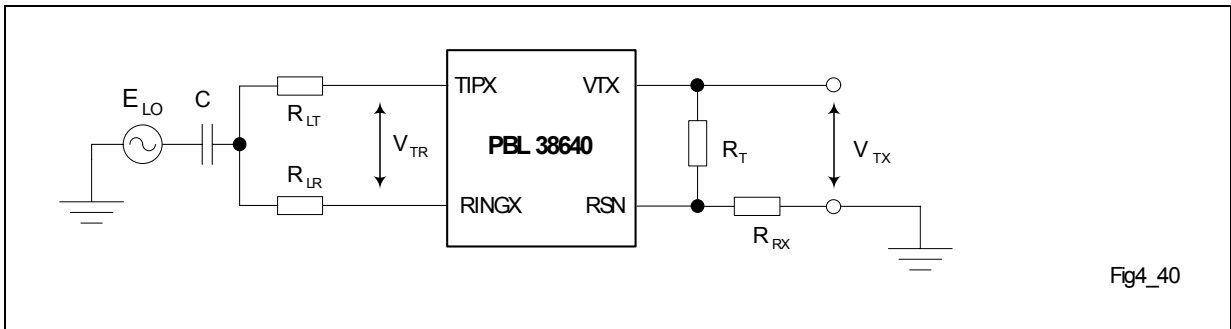 E LO
C
R LT
R LR
V TR
TIPX
VTX
PBL 38640
RINGX
RSN
R T
R RX
V TX
Fig4_40